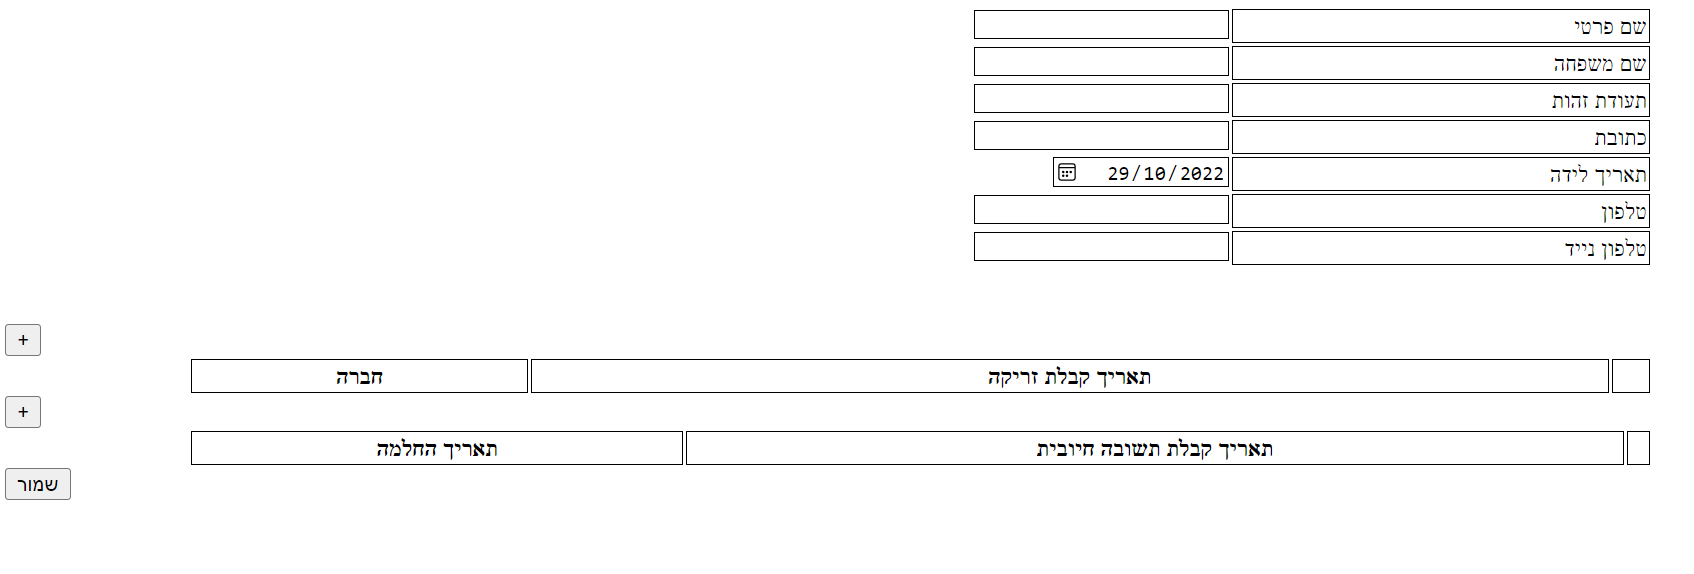 שם פרטי
שם משפחה
תעודת זהות
כתובת
תאריך לידה 29/10/2022
טלפון
טלפון נייד
+
תאריך קבלת זריקה חברה
+
תאריך קבלת תשובה חיובית תאריך החלמה
שמור